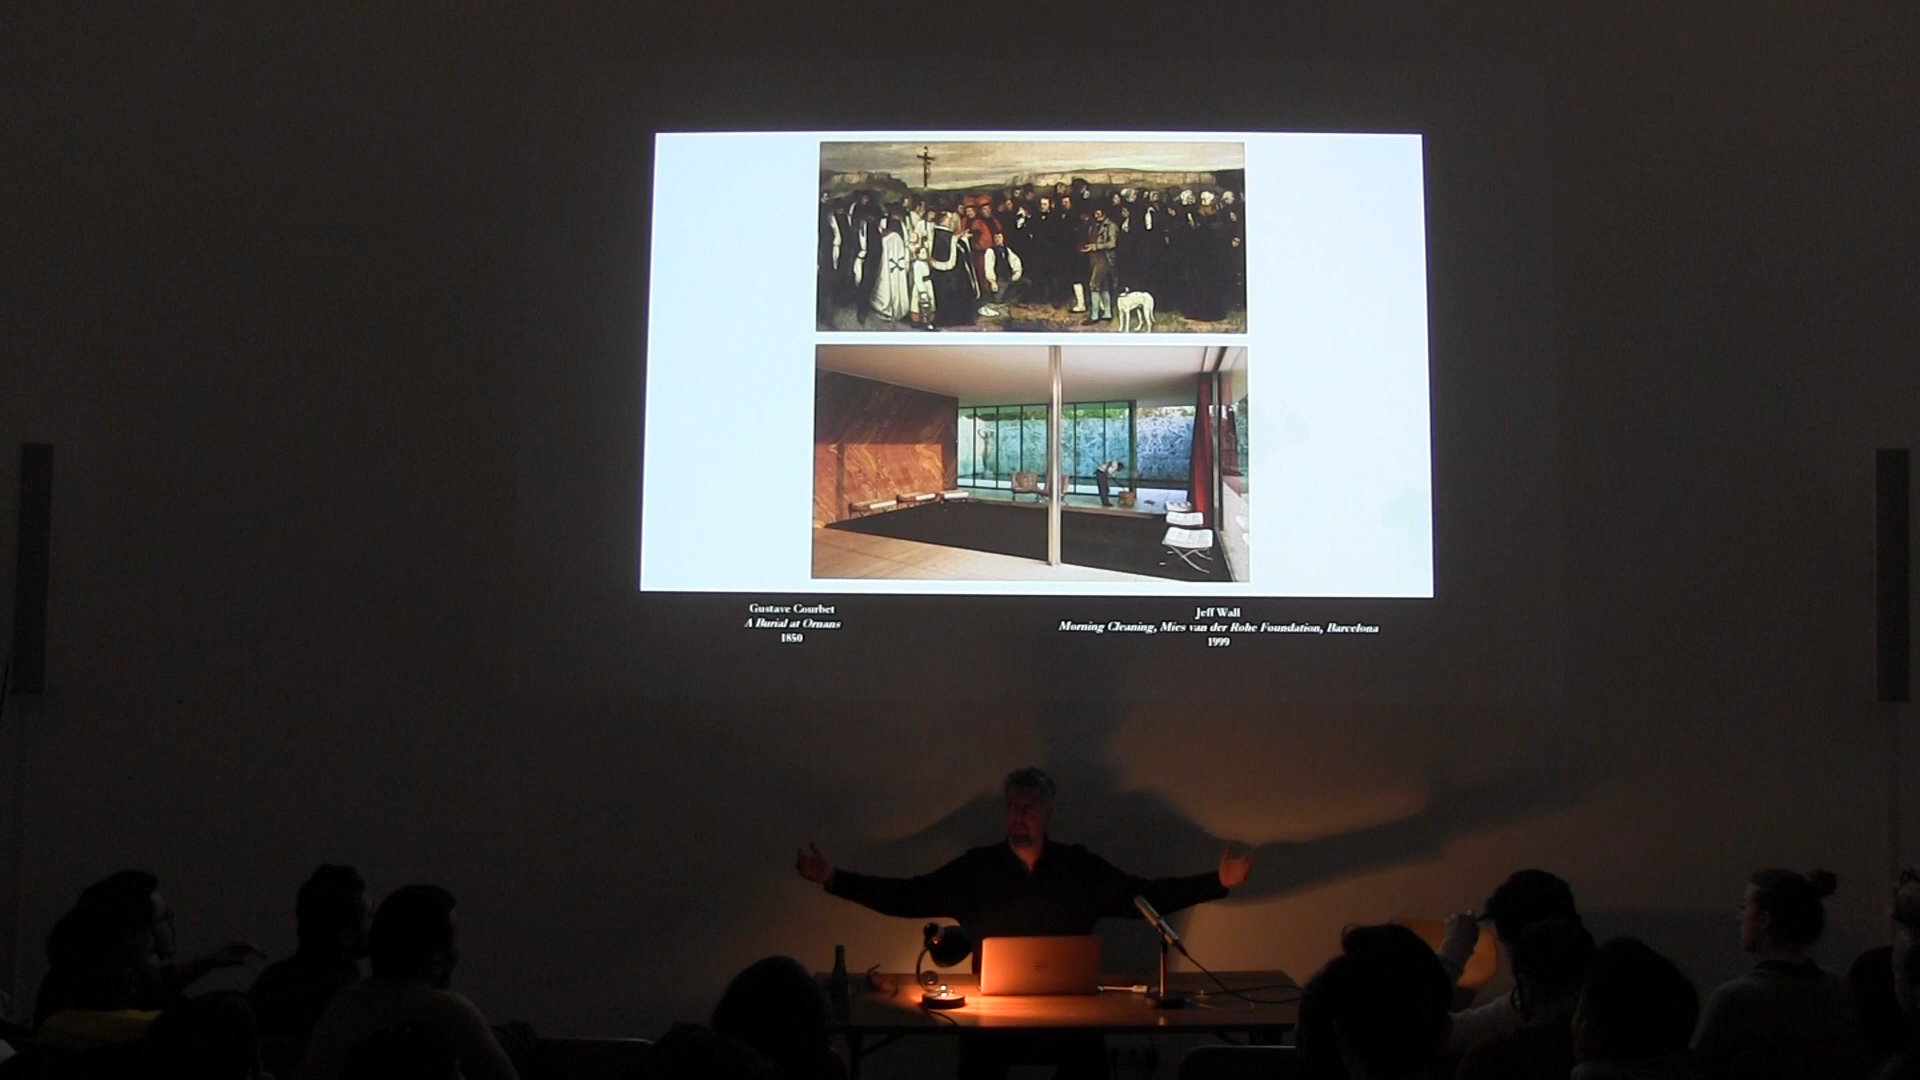 Gustave Courbet
A Burial at Ornans
1850
Jeff Wall
Morning Cleaning, Mies van der Rohe Foundation, Barcelona
1999